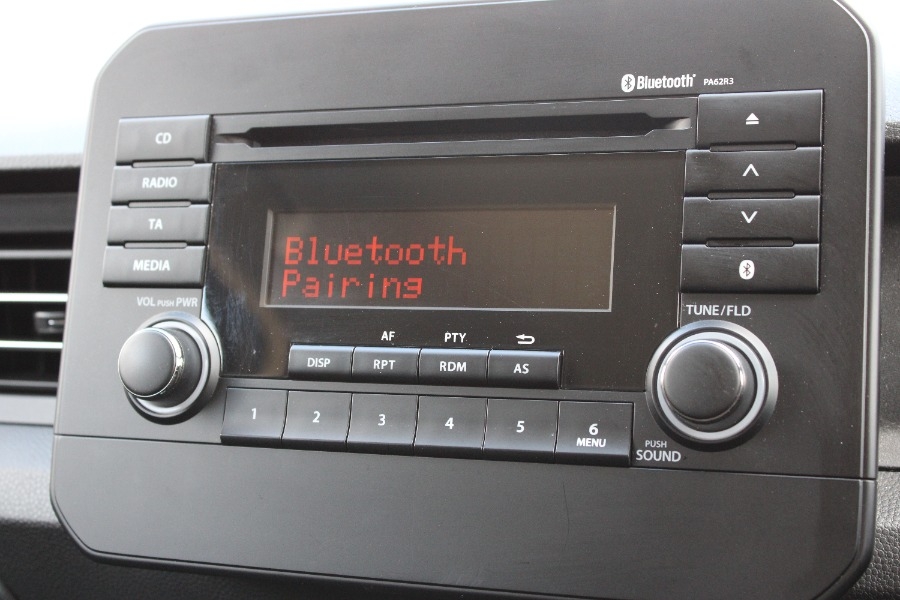 Bluetooth PA62R3
CD
RADIO
TA
MEDIA
VOL PUSH PWR
Bluetooth
Pairing
TUNE/FLD
AF PTY
DISP RPT RDM AS
1 2 3 4 5 6
MENU
PUSH
SOUND